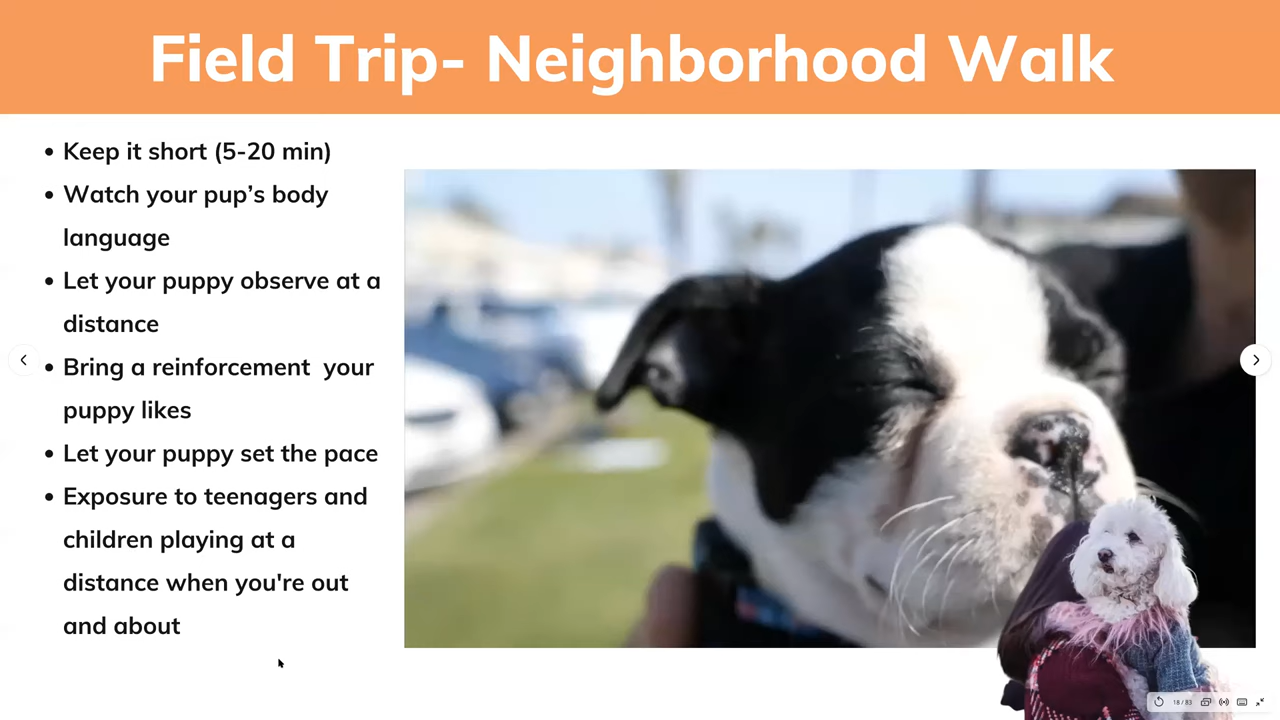 Field Trip- Neighborhood Walk
• Keep it short (5-20 min)
• Watch your pup’s body
language
• Let your puppy observe at a
distance
• Bring a reinforcement  your
puppy likes
• Let your puppy set the pace
• Exposure to teenagers and
children playing at a
distance when you're out
and about
18 / 83